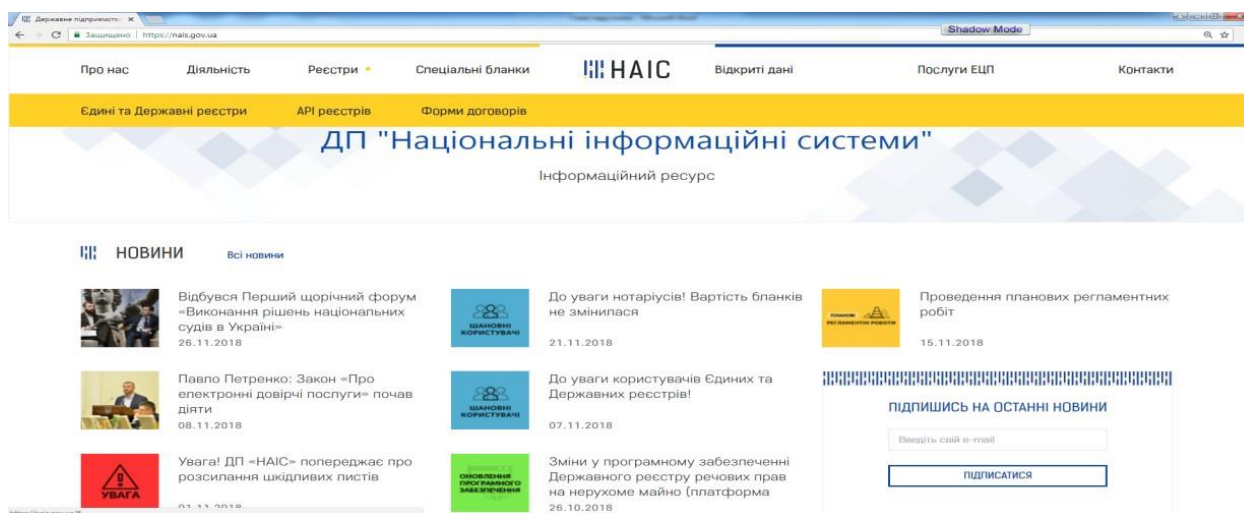 Державне підприємств
Shadow Mode
Защищено | https://nais.gov.ua
Про нас Діяльність Реєстри Спеціальні бланки НАІС Відкриті дані Послуги ЕЦП Контакти
Єдині та Державні реєстри АРІ реєстрів Форми договорів
ДП "Національні інформаційні системи"
Інформаційний ресурс
НОВИНИ Всі новини
Відбувся Перший щорічний форум
«Виконання рішень національних
судів в Україні»
26.11.2018
ШАНОВНІ
КОРИСТУВАЧІ
До уваги нотаріусів! Вартість бланків
не змінилася
21.11.2018
ПЛАНОВІ
РЕГЛАМЕНТНІ РОБОТИ
Проведення планових регламентних
робіт
15.11.2018
Павло Петренко: Закон «Про
електронні довірчі послуги» почав
діяти
08.11.2018
ШАНОВНІ
КОРИСТУВАЧІ
До уваги користувачів Єдиних та
Державних реєстрів!
07.11.2018
ПІДПИШИСЬ НА ОСТАННІ НОВИНИ
Введіть свій e-mail
ПІДПИСАТИСЯ
УВАГА
Увага! ДП «НАІС» попереджає про
розсилання шкідливих листів
01.11.2018
ОНОВЛЕННЯ
ПРОГРАМНОГО
ЗАБЕЗПЕЧЕННЯ
Зміни у програмному забезпеченні
Державного реєстру речових прав
на нерухоме майно (платформа
26.10.2018